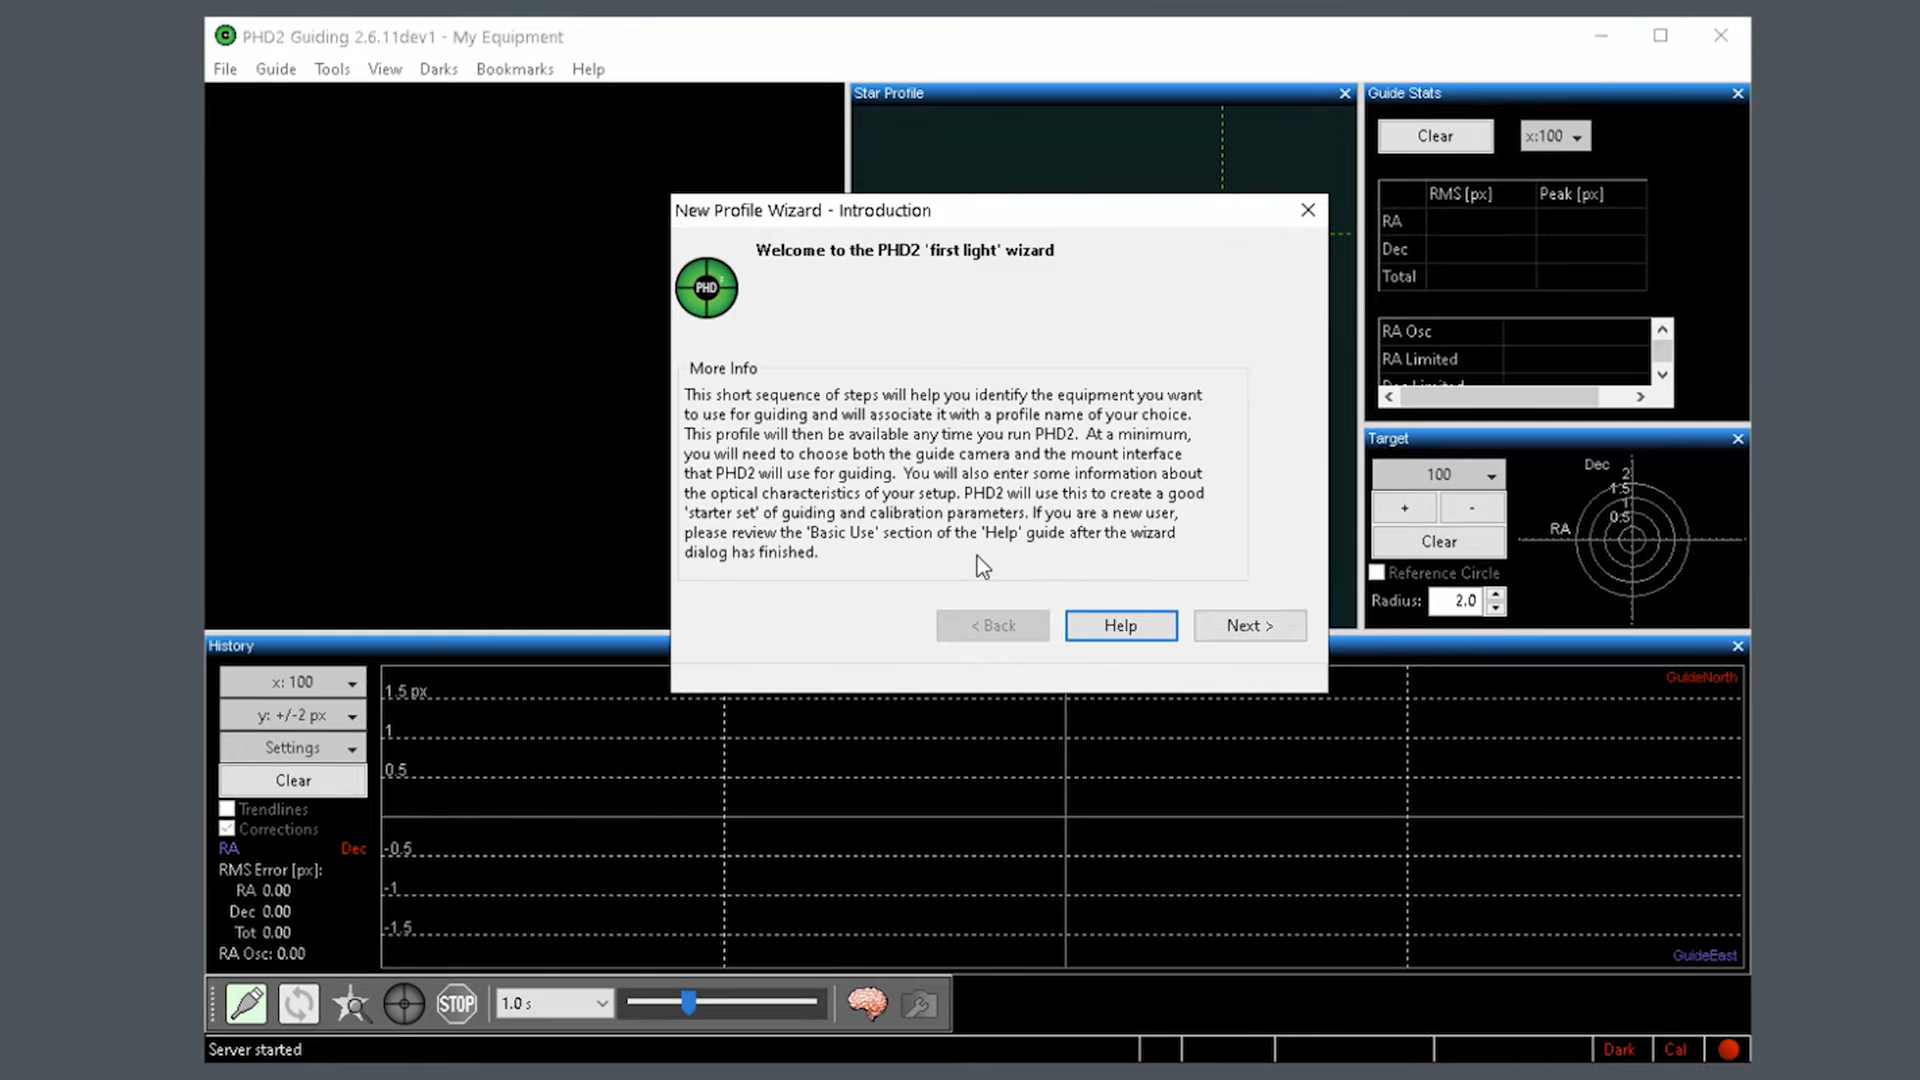 PHD2 Guiding 2.6.11dev1 - My Equipment
File Guide Tools View Darks Bookmarks Help
Star Profile
Guide Stats
Clear x:100
RMS [px] Peak [px]
RA
Dec
Total
RA Osc
RA Limited
Dec Limited
New Profile Wizard - Introduction
Welcome to the PHD2 'first light' wizard
PHD
More Info
This short sequence of steps will help you identify the equipment you want
to use for guiding and will associate it with a profile name of your choice.
This profile will then be available any time you run PHD2. At a minimum,
you will need to choose both the guide camera and the mount interface
that PHD2 will use for guiding. You will also enter some information about
the optical characteristics of your setup. PHD2 will use this to create a good
'starter set' of guiding and calibration parameters. If you are a new user,
please review the 'Basic Use' section of the 'Help' guide after the wizard
dialog has finished.
< Back Help Next >
Target
100
+ -
Clear
Reference Circle
Radius: 2.0
Dec
2
1.5
1
0.5
RA
History
x: 100
y: +/-2 px
Settings
Clear
Trendlines
Corrections
RA Dec
RMS Error [px]:
RA 0.00
Dec 0.00
Tot 0.00
RA Osc: 0.00
1.5 px
1
0.5
-0.5
-1
-1.5
GuideNorth
GuideEast
STOP 1.0 s
Server started Dark Cal